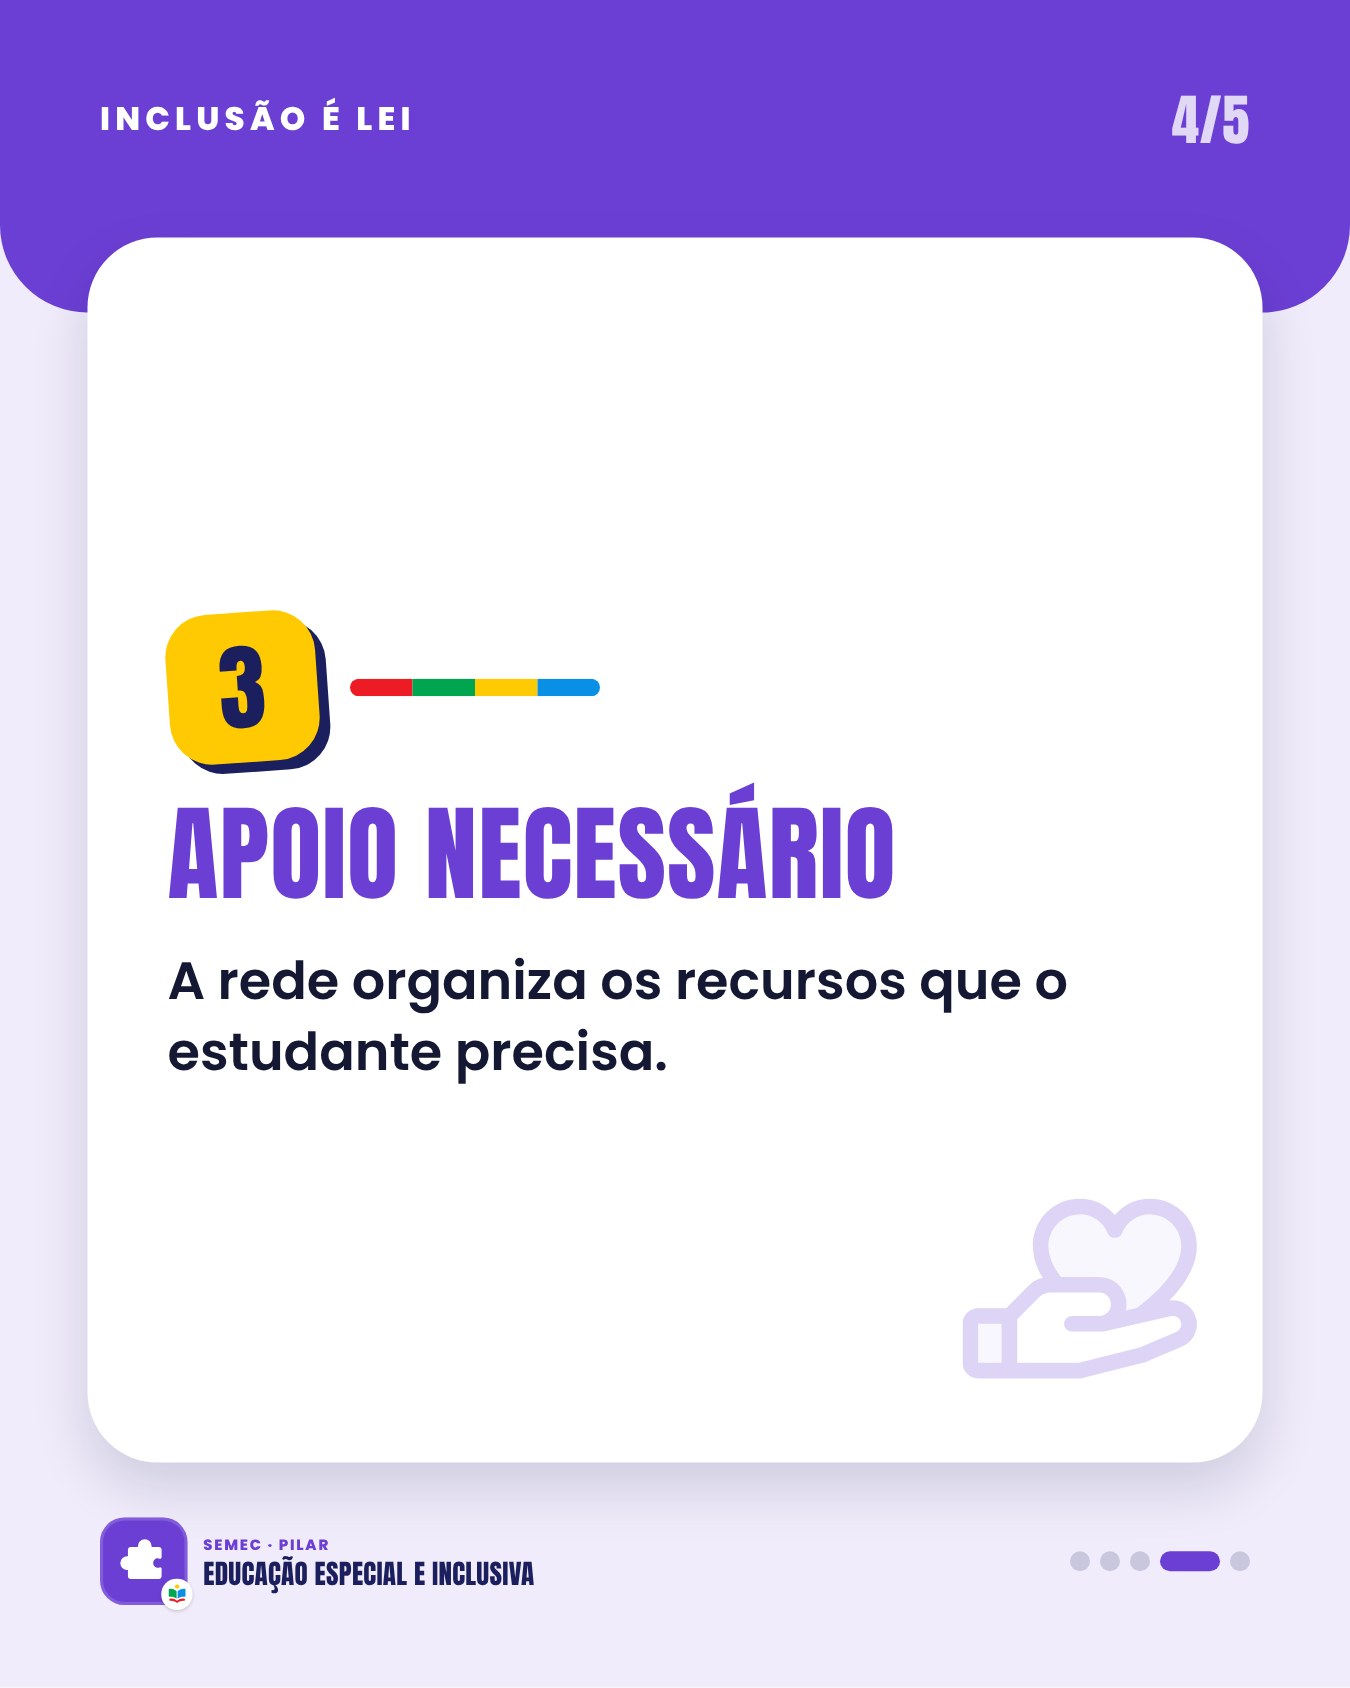 INCLUSÃO É LEI
4/5
3
APOIO NECESSÁRIO
A rede organiza os recursos que o
estudante precisa.
SEMEC · PILAR
EDUCAÇÃO ESPECIAL E INCLUSIVA